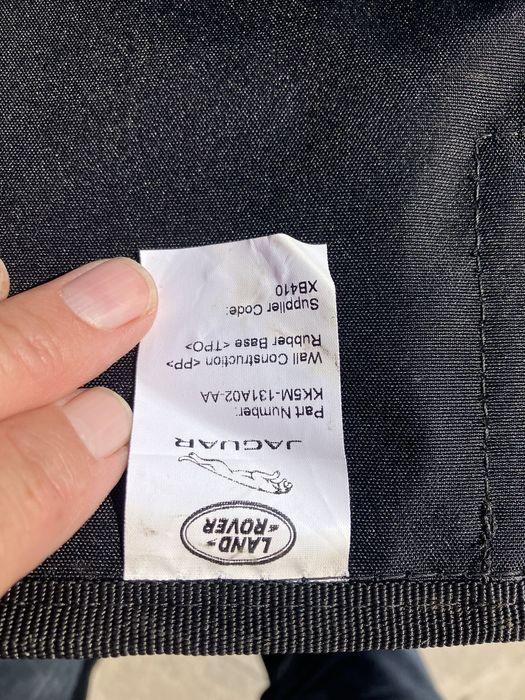 LAND-
-ROVER
JAGUAR
Part Number:
KK5M-131A02-AA
Wall Construction <PP>
Rubber Base <TPO>
Supplier Code:
XB410